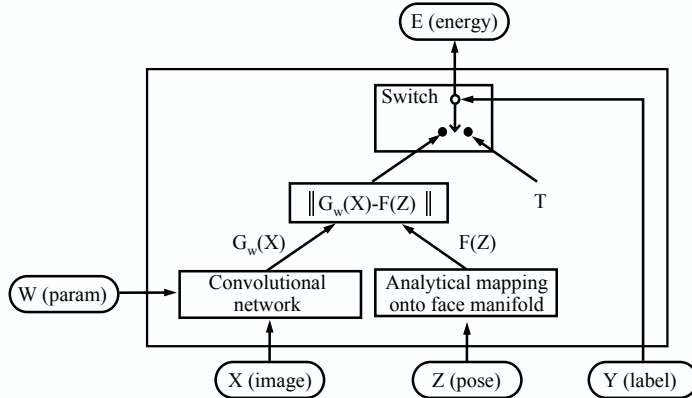 E (energy)
Switch
T
‖G_w(X)-F(Z)‖
G_w(X)
F(Z)
Convolutional
network
Analytical mapping
onto face manifold
W (param)
X (image)
Z (pose)
Y (label)